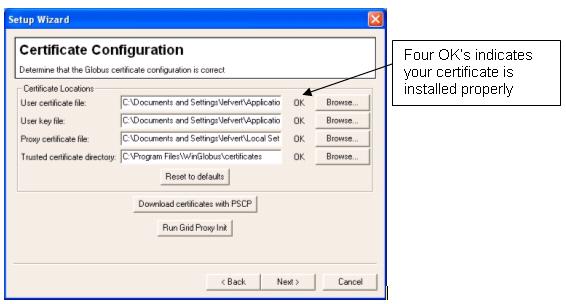 Setup Wizard
Certificate Configuration
Determine that the Globus certificate configuration is correct
Certificate Locations
User certificate file: C:\Documents and Settings\lefvert\Applicatio OK Browse...
User key file: C:\Documents and Settings\lefvert\Applicatio OK Browse...
Proxy certificate file: C:\Documents and Settings\lefvert\Local Set OK Browse...
Trusted certificate directory: C:\Program Files\WinGlobus\certificates OK Browse...
Reset to defaults
Download certificates with PSCP
Run Grid Proxy Init
< Back Next > Cancel
Four OK's indicates
your certificate is
installed properly